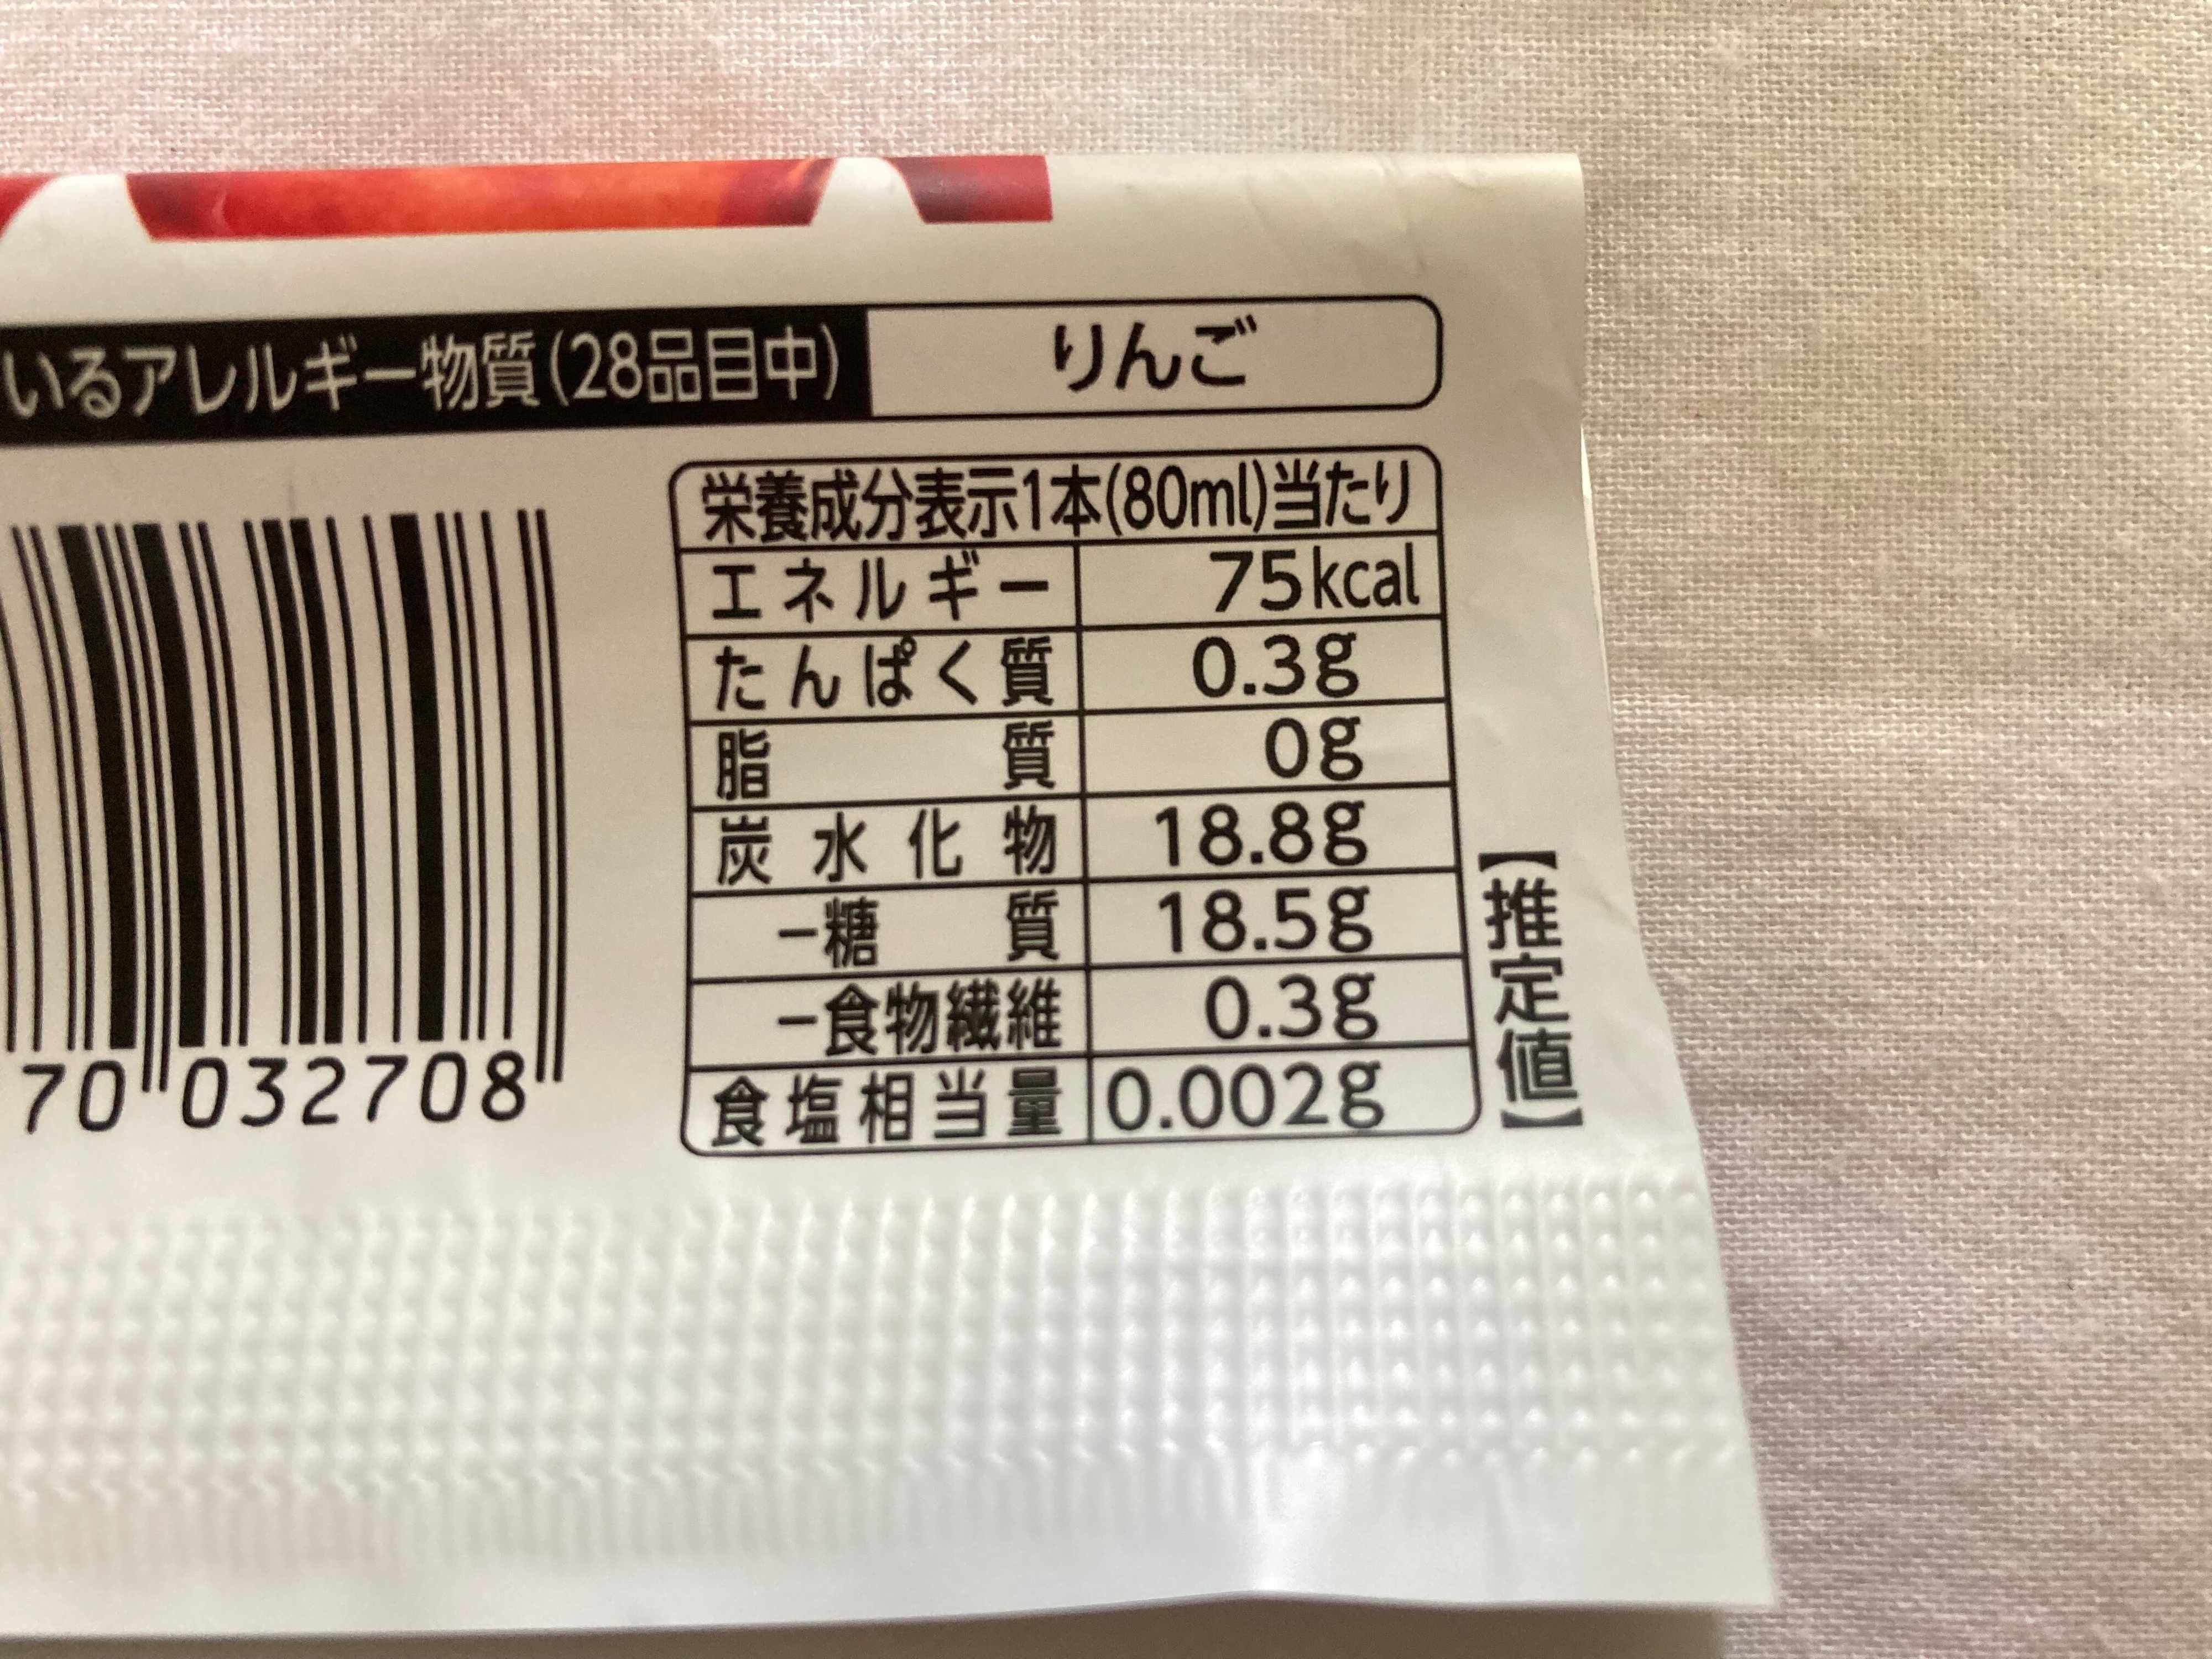 いるアレルギー物質(28品目中) りんご
栄養成分表示1本(80ml)当たり
エネルギー 75kcal
たんぱく質 0.3g
脂質 0g
炭水化物 18.8g
−糖質 18.5g
−食物繊維 0.3g
食塩相当量 0.002g
【推定値】
70 032708